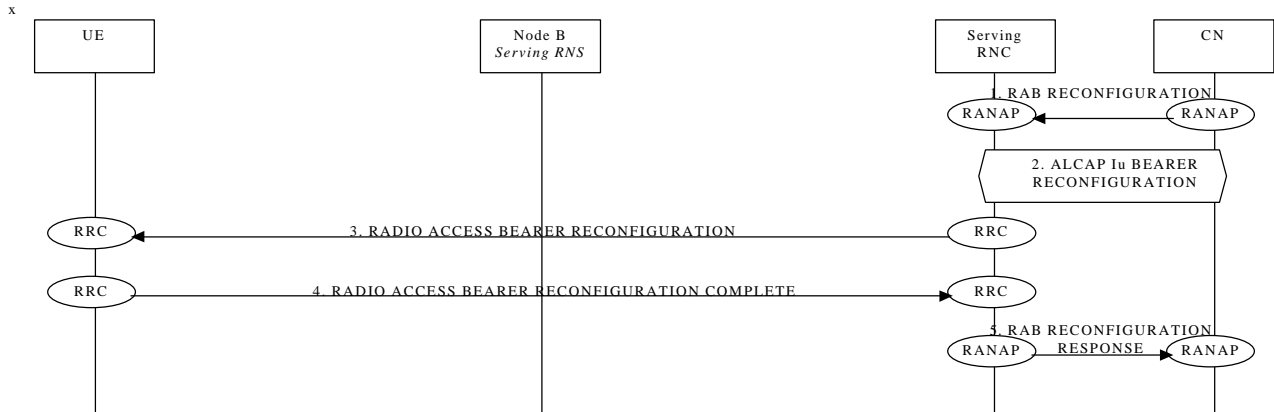 x
UE
Node B
Serving RNS
Serving
RNC
CN
1. RAB RECONFIGURATION
RANAP
RANAP
2. ALCAP Iu BEARER
RECONFIGURATION
RRC
3. RADIO ACCESS BEARER RECONFIGURATION
RRC
RRC
4. RADIO ACCESS BEARER RECONFIGURATION COMPLETE
RRC
5. RAB RECONFIGURATION
RESPONSE
RANAP
RANAP